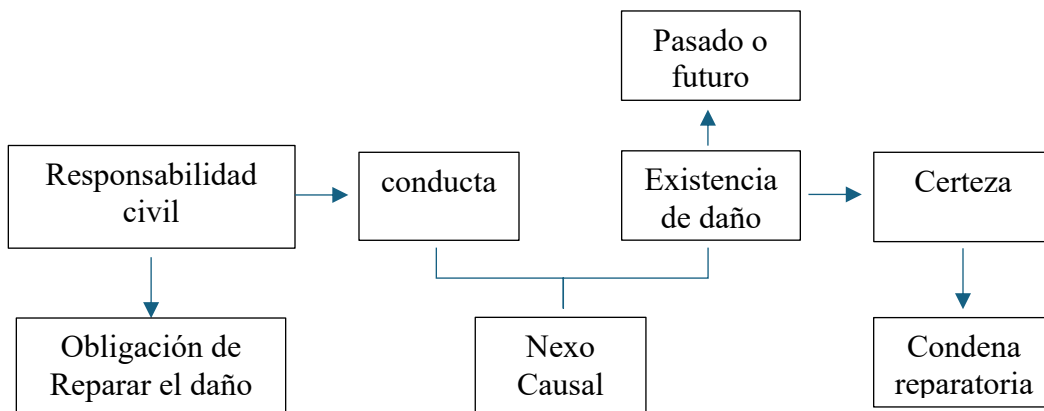 Pasado o
futuro
Responsabilidad
civil
conducta
Existencia
de daño
Certeza
Obligación de
Reparar el daño
Nexo
Causal
Condena
reparatoria